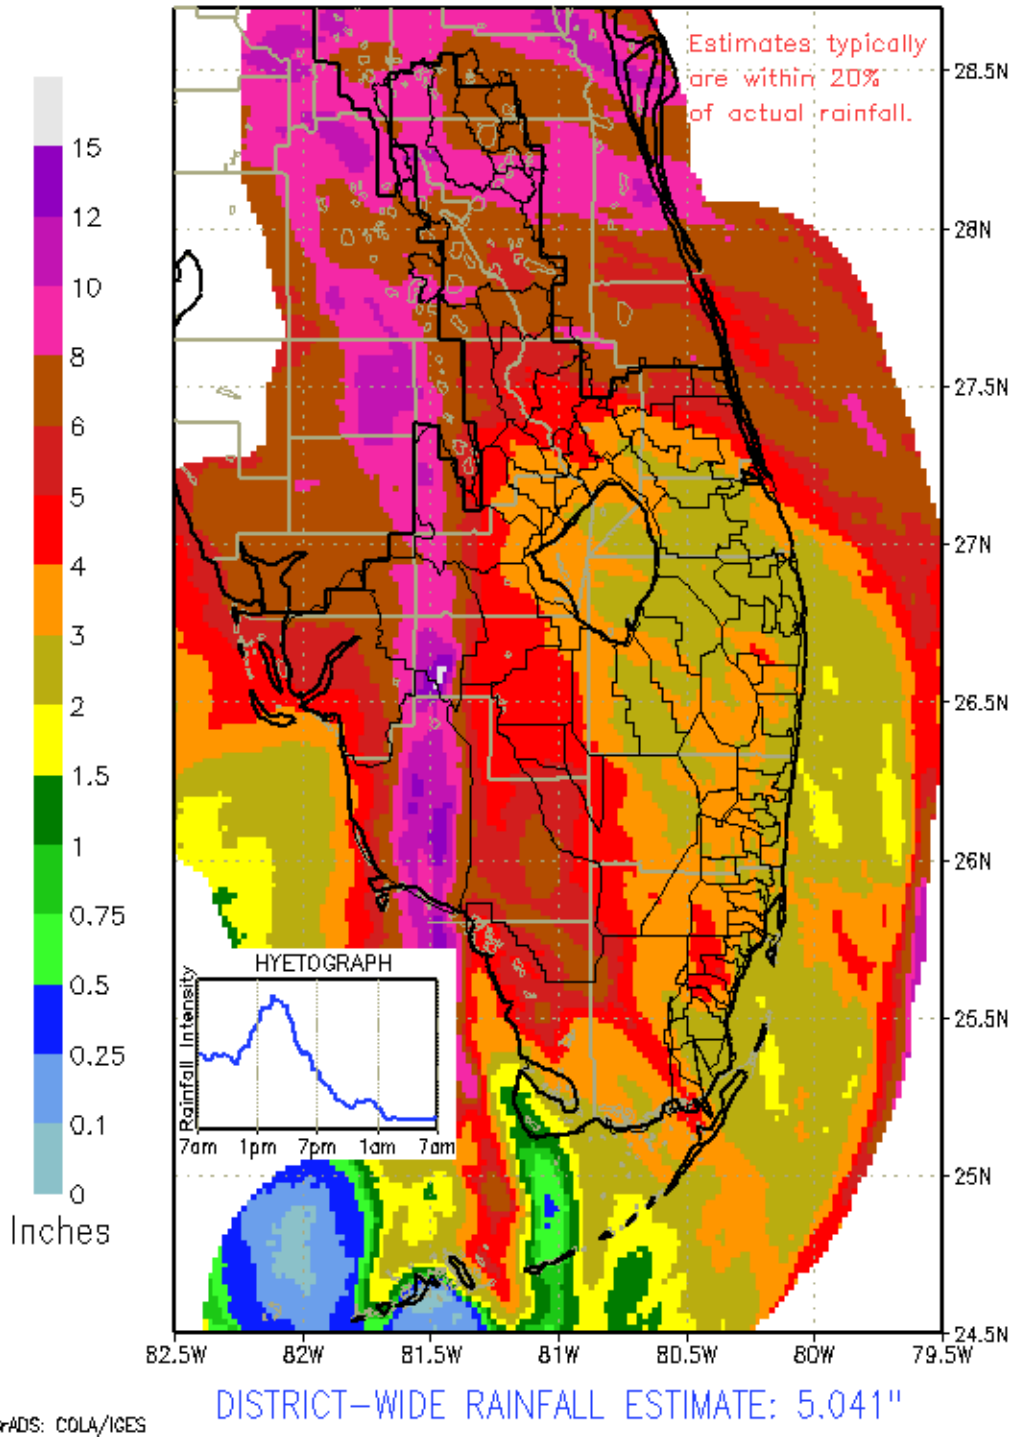 Estimates typically
are within 20%
of actual rainfall.
15
12
10
8
6
5
4
3
2
1.5
1
0.75
0.5
0.25
0.1
0
Inches
28.5N
28N
27.5N
27N
26.5N
26N
25.5N
25N
24.5N
HYETOGRAPH
Rainfall Intensity
7am 1pm 7pm 1am 7am
82.5W 82W 81.5W 81W 80.5W 80W 79.5W
DISTRICT-WIDE RAINFALL ESTIMATE: 5.041"
rADS: COLA/IGES